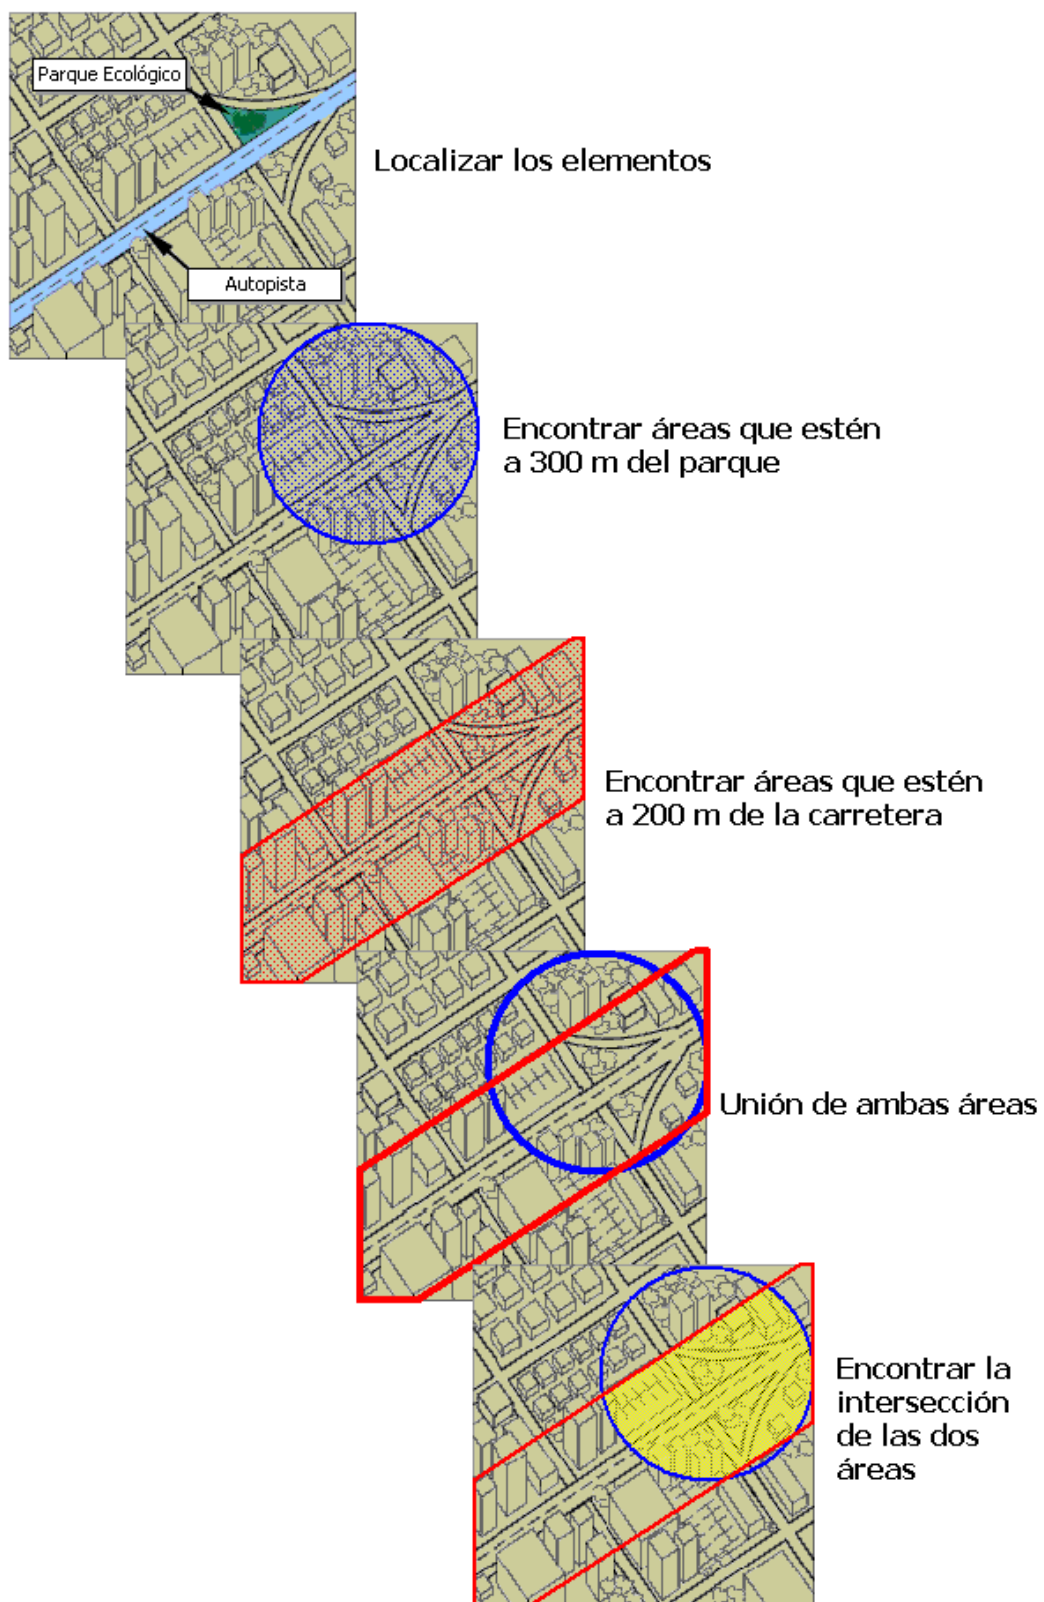 Parque Ecológico
Localizar los elementos
Autopista
Encontrar áreas que estén
a 300 m del parque
Encontrar áreas que estén
a 200 m de la carretera
Unión de ambas áreas
Encontrar la
intersección
de las dos
áreas